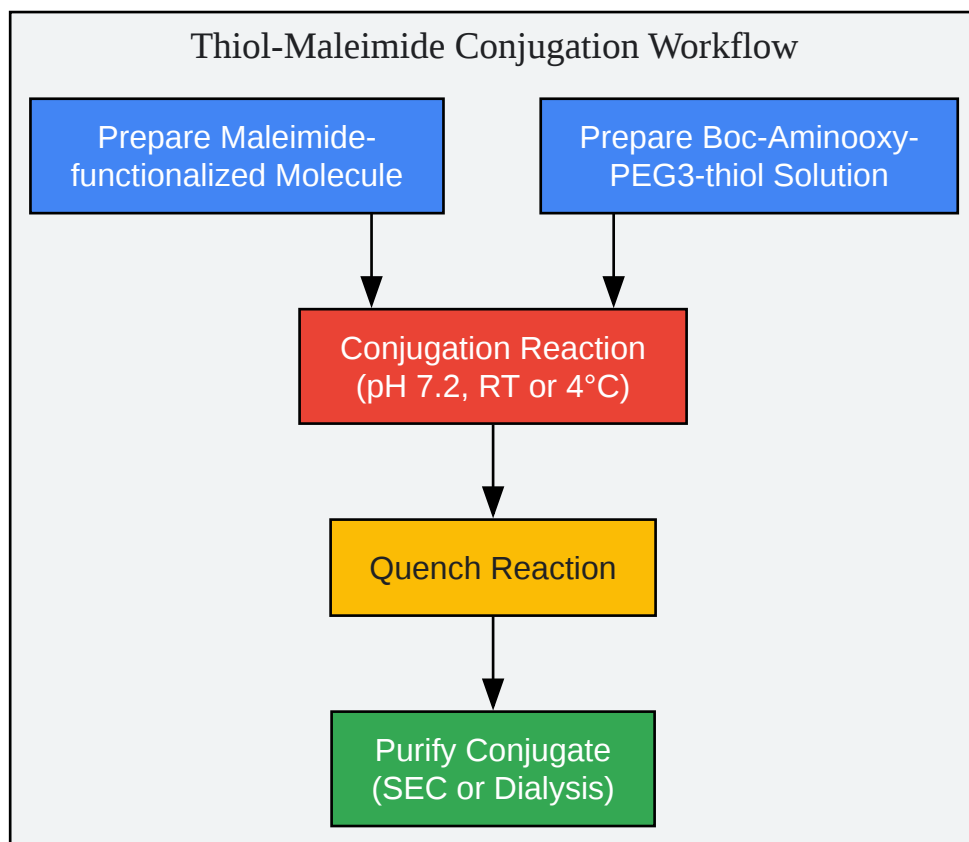 Thiol-Maleimide Conjugation Workflow
Prepare Maleimide-
functionalized Molecule
Prepare Boc-Aminooxy-
PEG3-thiol Solution
Conjugation Reaction
(pH 7.2, RT or 4°C)
Quench Reaction
Purify Conjugate
(SEC or Dialysis)